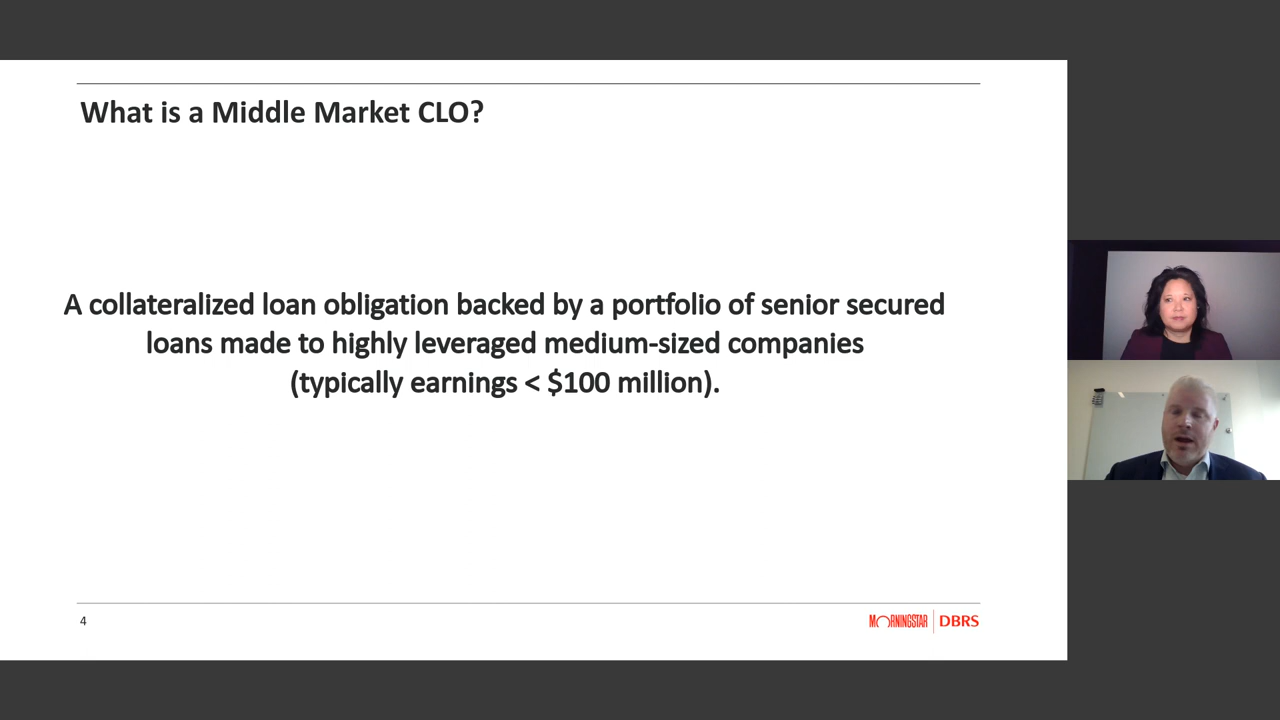 What is a Middle Market CLO?
A collateralized loan obligation backed by a portfolio of senior secured
loans made to highly leveraged medium-sized companies
(typically earnings < $100 million).
4
MORNINGSTAR | DBRS